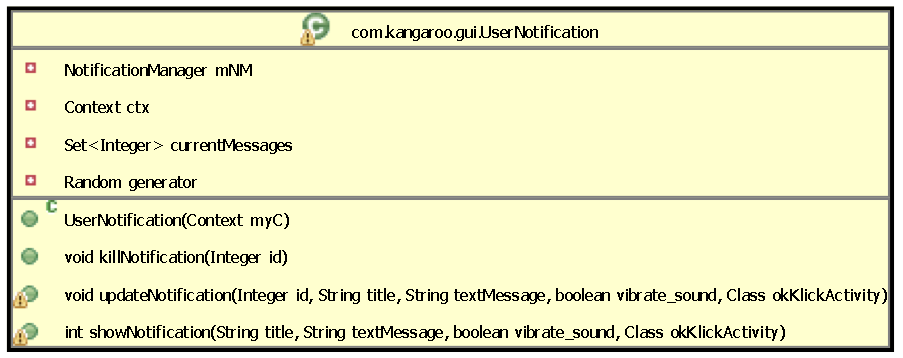 C
com.kangaroo.gui.UserNotification
NotificationManager mNM
Context ctx
Set<Integer> currentMessages
Random generator
C UserNotification(Context myC)
void killNotification(Integer id)
void updateNotification(Integer id, String title, String textMessage, boolean vibrate_sound, Class okKlickActivity)
int showNotification(String title, String textMessage, boolean vibrate_sound, Class okKlickActivity)